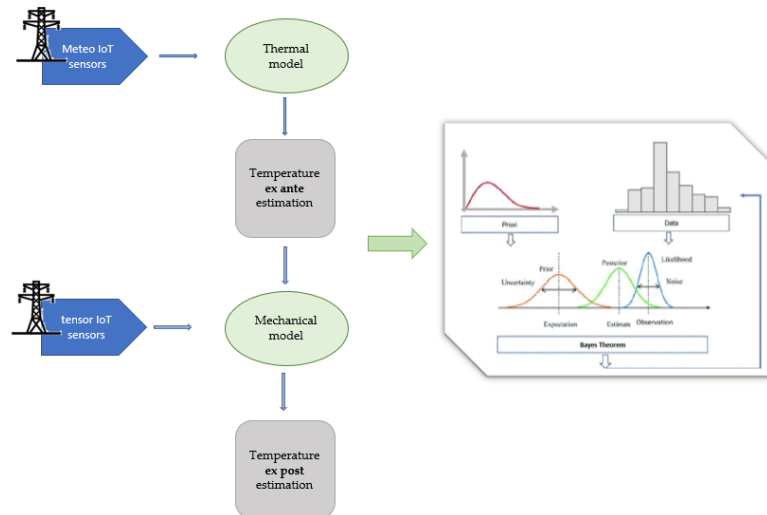 Meteo IoT
sensors
Thermal
model
Temperature
ex ante
estimation
tensor IoT
sensors
Mechanical
model
Temperature
ex post
estimation
Priori
Data
Prior
Posterior
Likelihood
Uncertainty
Noise
Expectation
Estimate
Observation
Bayes Theorem